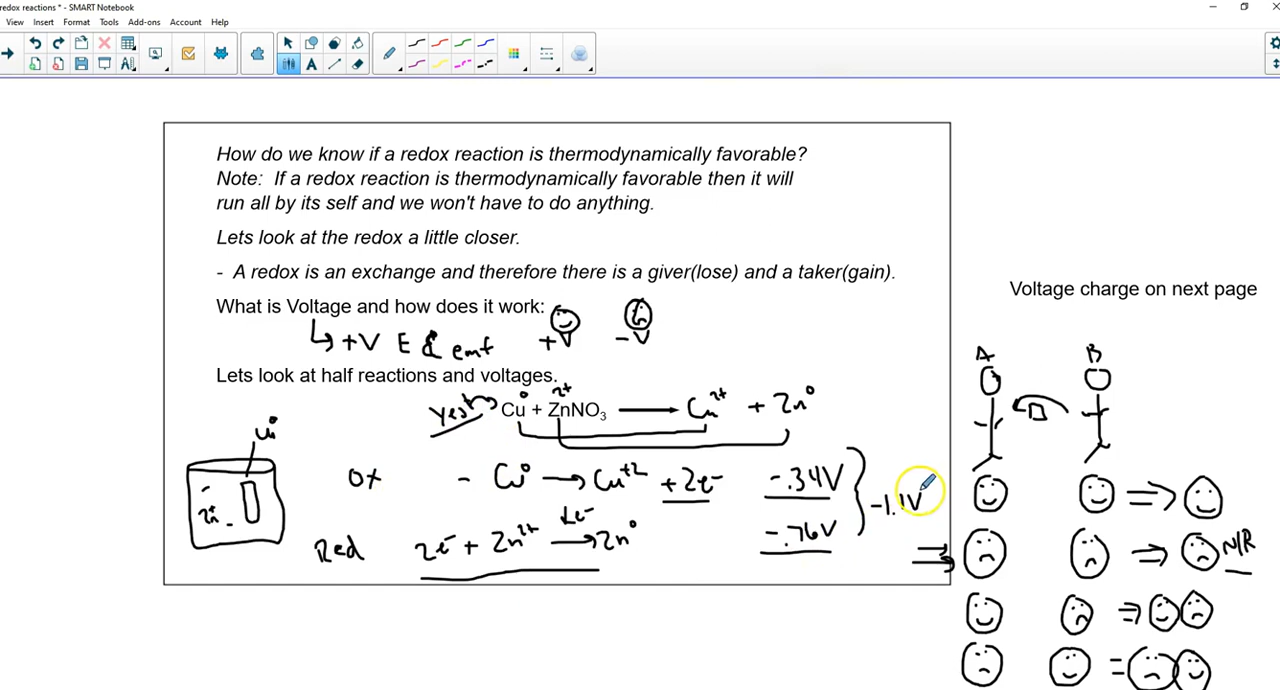 redox reactions * - SMART Notebook
View Insert Format Tools Add-ons Account Help
How do we know if a redox reaction is thermodynamically favorable?
Note: If a redox reaction is thermodynamically favorable then it will
run all by its self and we won't have to do anything.
Lets look at the redox a little closer.
- A redox is an exchange and therefore there is a giver(lose) and a taker(gain).
What is Voltage and how does it work:
↳ +V E & emf +V -V
Lets look at half reactions and voltages.
yes → Cu⁰ + Zn²⁺NO₃ → Cu²⁺ + Zn⁰
Ox - Cu⁰ → Cu⁺² + 2e⁻ -.34V
-1.1V
Red 2e⁻ + Zn²⁺ → Zn⁰ -.76V
Voltage charge on next page
A B
⇒
⇒ ⇒ N/R
⇒
=